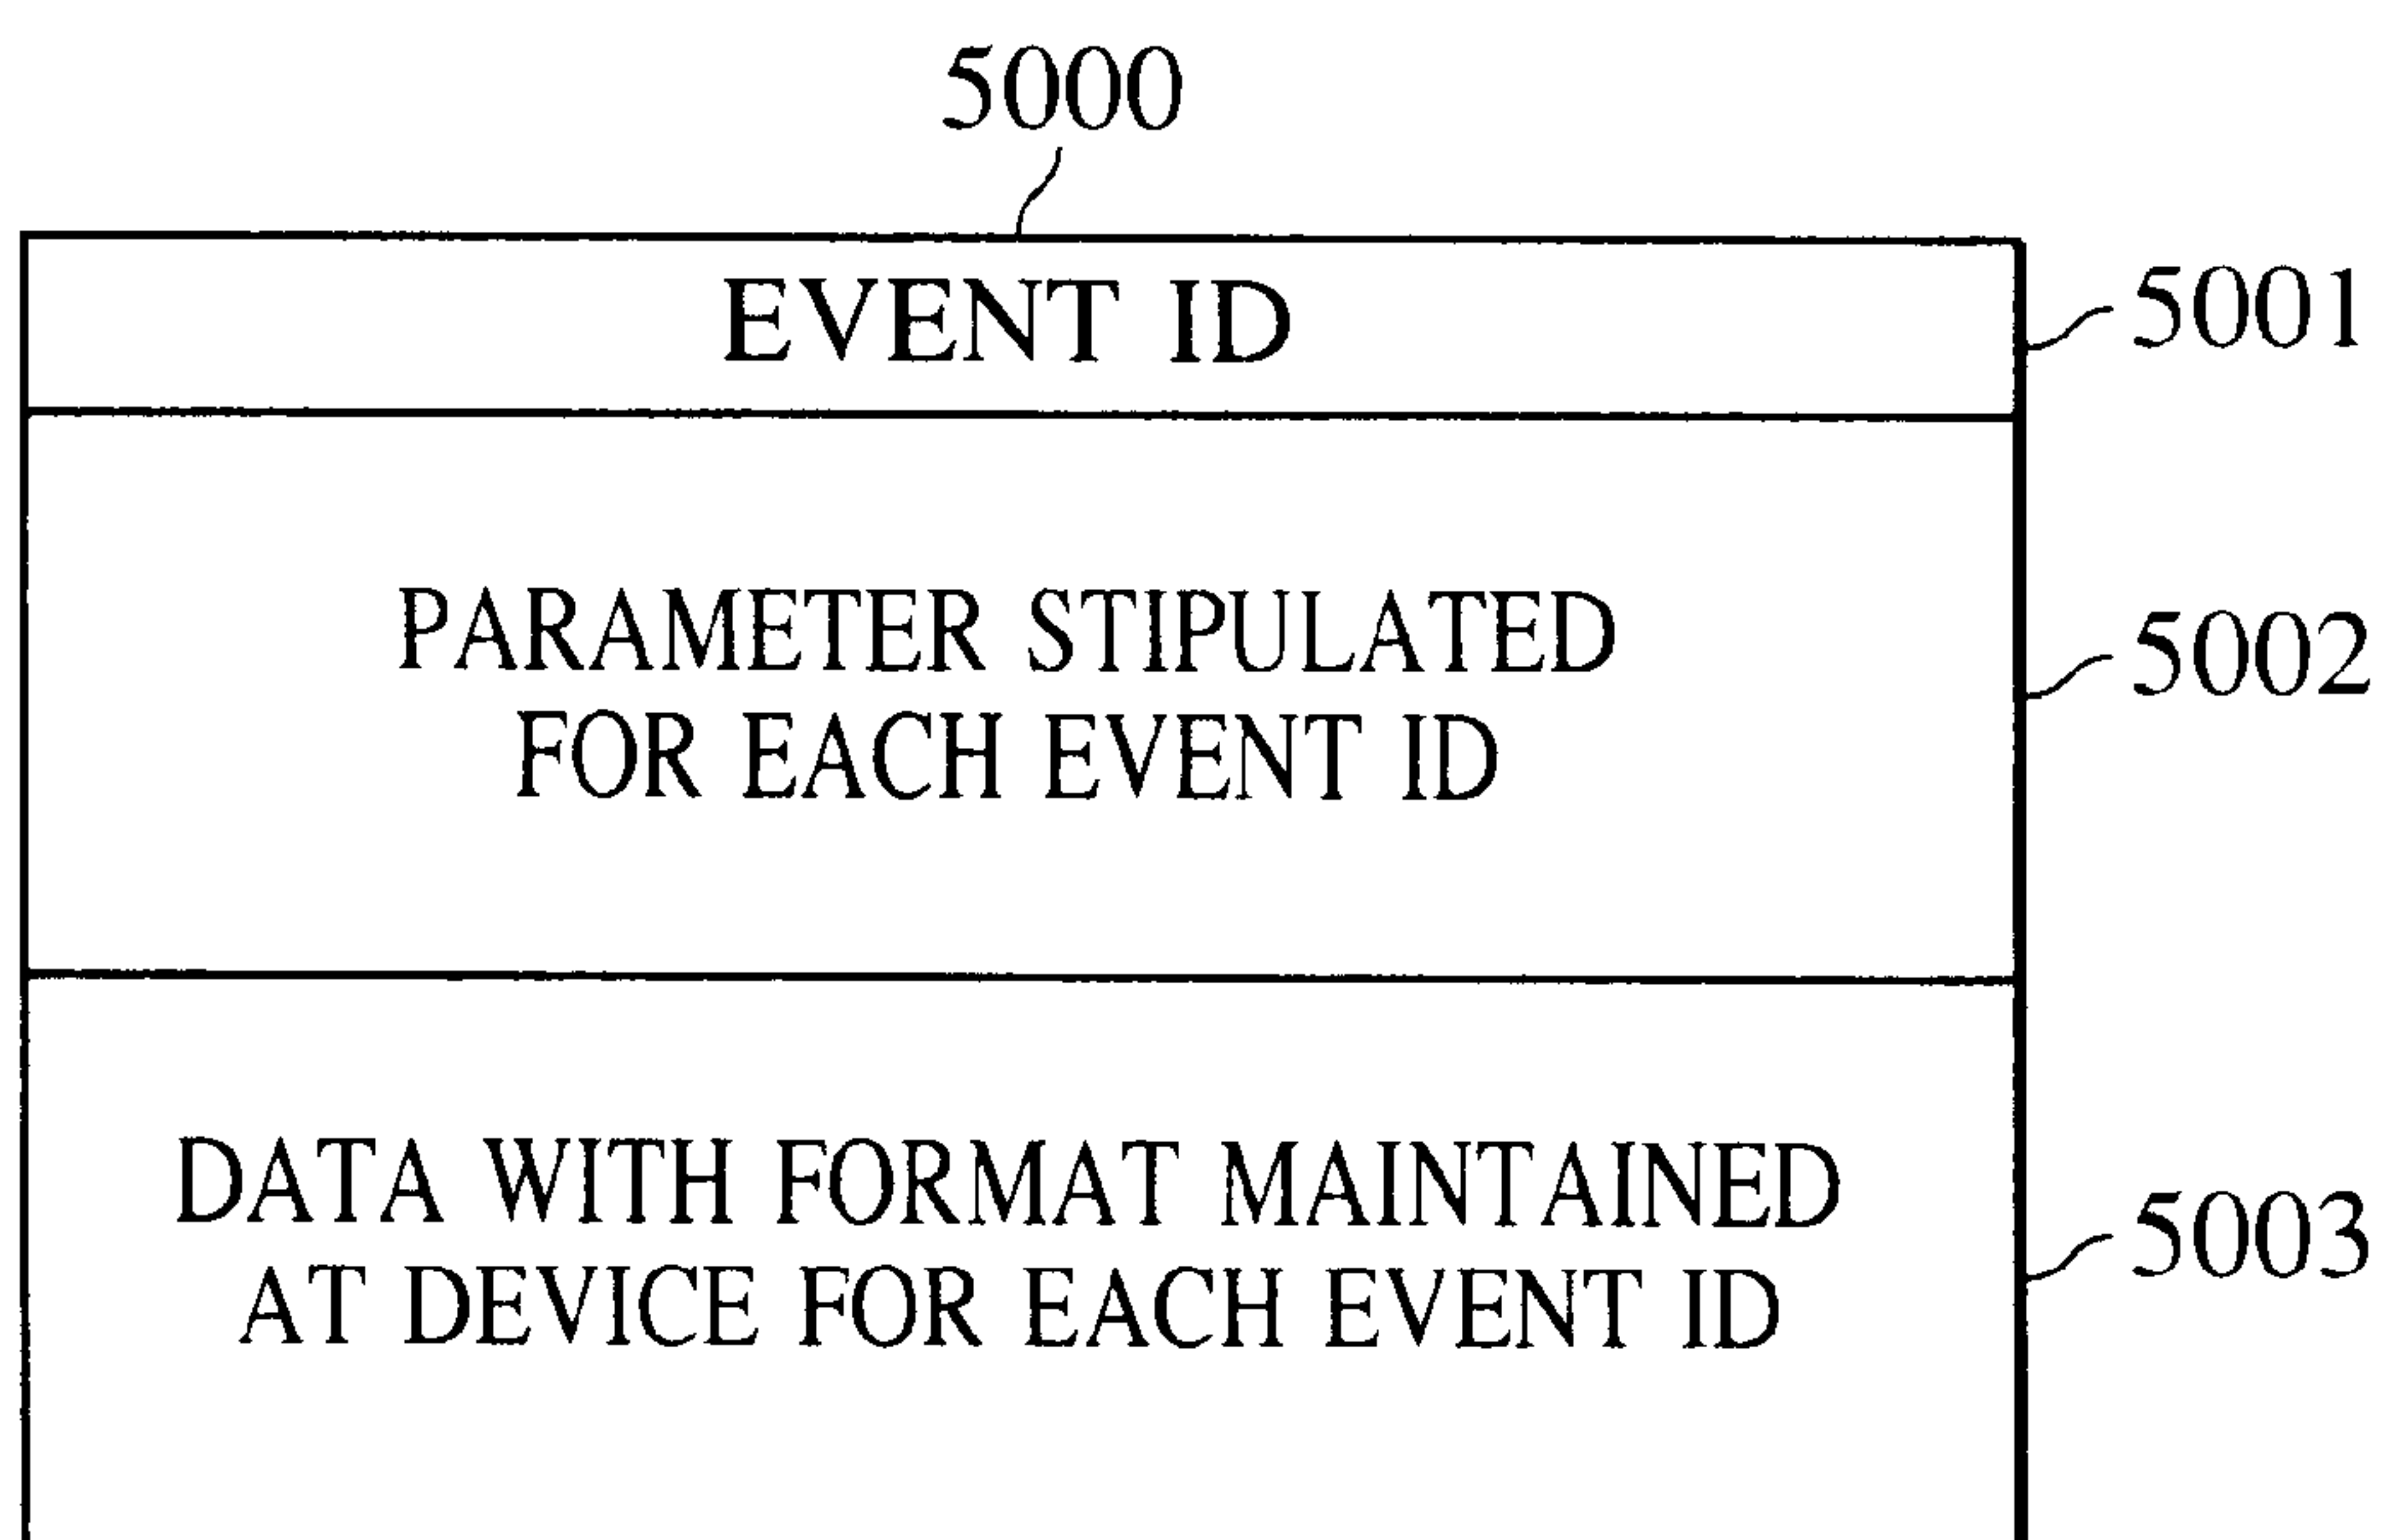 5000
EVENT ID
5001
PARAMETER STIPULATED
FOR EACH EVENT ID
5002
DATA WITH FORMAT MAINTAINED
AT DEVICE FOR EACH EVENT ID
5003